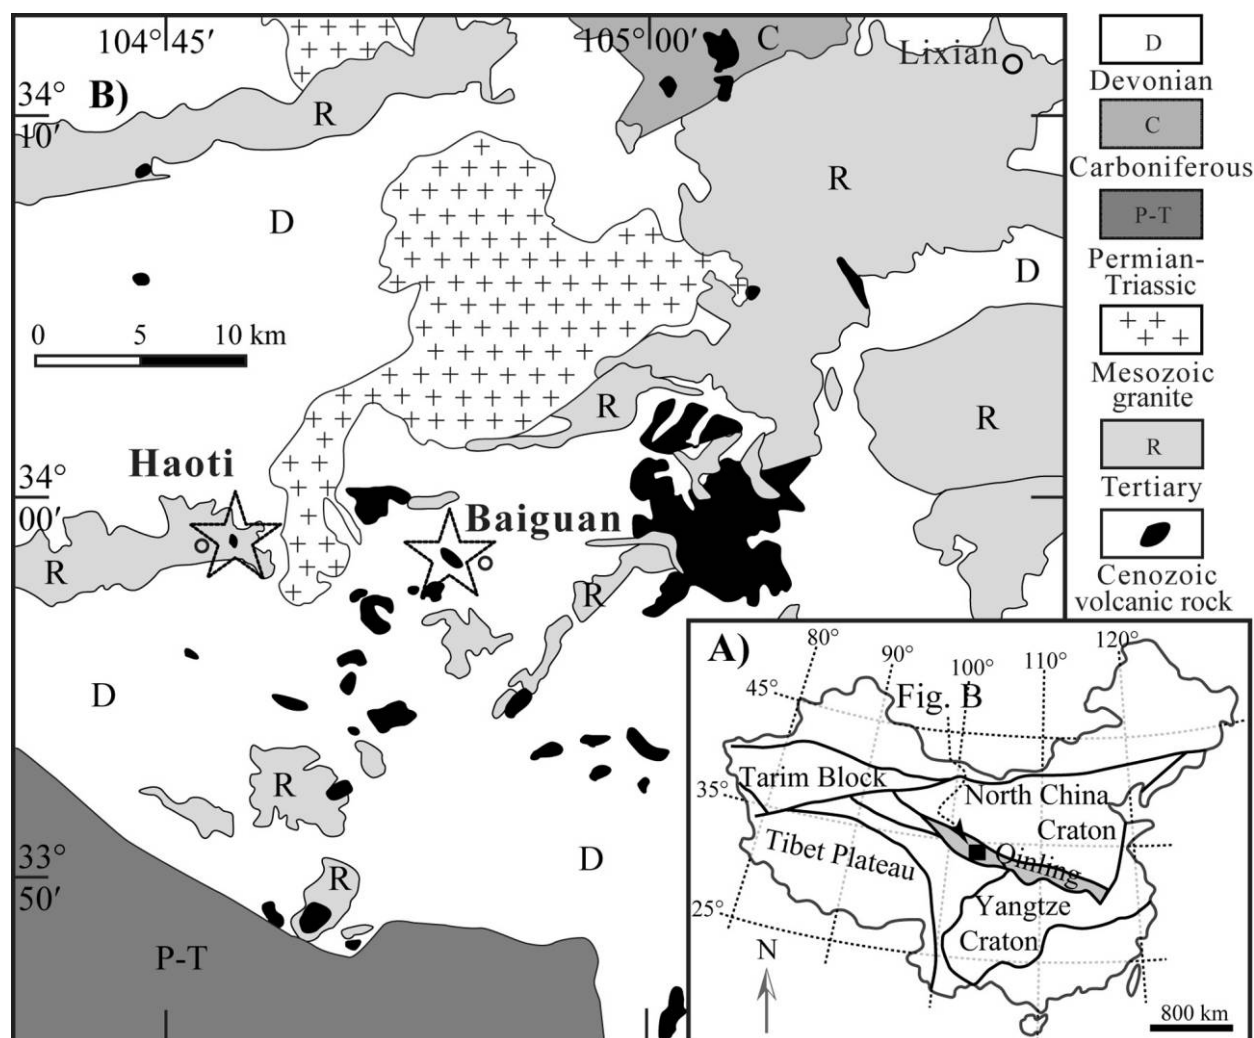 104°45′
105°00′
C
Lixian
B)
34°
10′
R
R
D
D
0 5 10 km
R
R
Haoti
34°
00′
Baiguan
R
R
D
R
D
33°
50′
R
P-T
D
Devonian
C
Carboniferous
P-T
Permian-
Triassic
Mesozoic
granite
R
Tertiary
Cenozoic
volcanic rock
A)
80°
90°
100°
110°
120°
45°
Fig. B
35°
25°
Tarim Block
North China
Craton
Tibet Plateau
Qinling
Yangtze
Craton
N
800 km